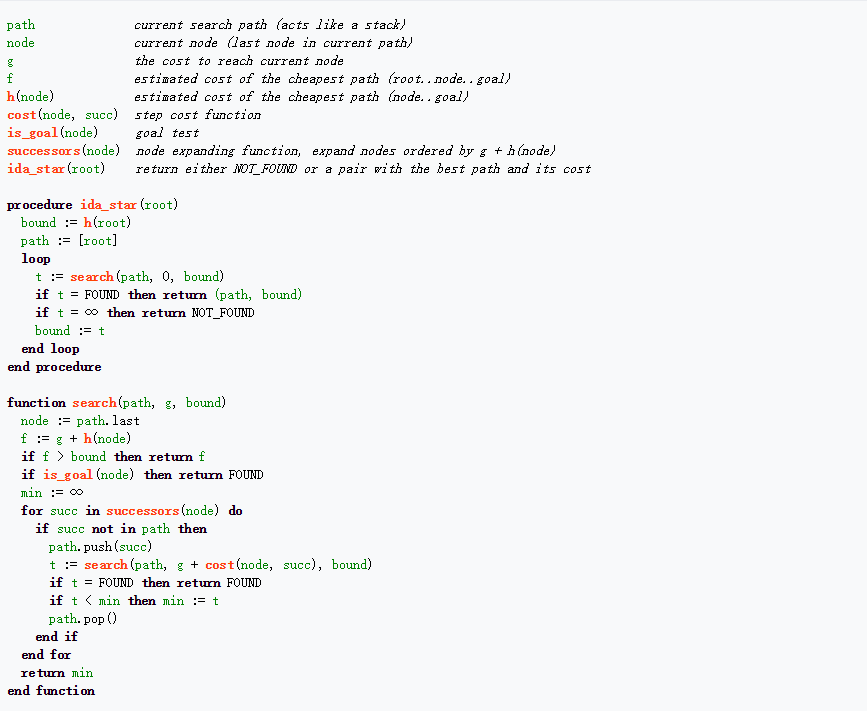 path current search path (acts like a stack)
node current node (last node in current path)
g the cost to reach current node
f estimated cost of the cheapest path (root..node..goal)
h(node) estimated cost of the cheapest path (node..goal)
cost(node, succ) step cost function
is_goal(node) goal test
successors(node) node expanding function, expand nodes ordered by g + h(node)
ida_star(root) return either NOT_FOUND or a pair with the best path and its cost
procedure ida_star(root)
bound := h(root)
path := [root]
loop
t := search(path, 0, bound)
if t = FOUND then return (path, bound)
if t = ∞ then return NOT_FOUND
bound := t
end loop
end procedure
function search(path, g, bound)
node := path.last
f := g + h(node)
if f > bound then return f
if is_goal(node) then return FOUND
min := ∞
for succ in successors(node) do
if succ not in path then
path.push(succ)
t := search(path, g + cost(node, succ), bound)
if t = FOUND then return FOUND
if t < min then min := t
path.pop()
end if
end for
return min
end function